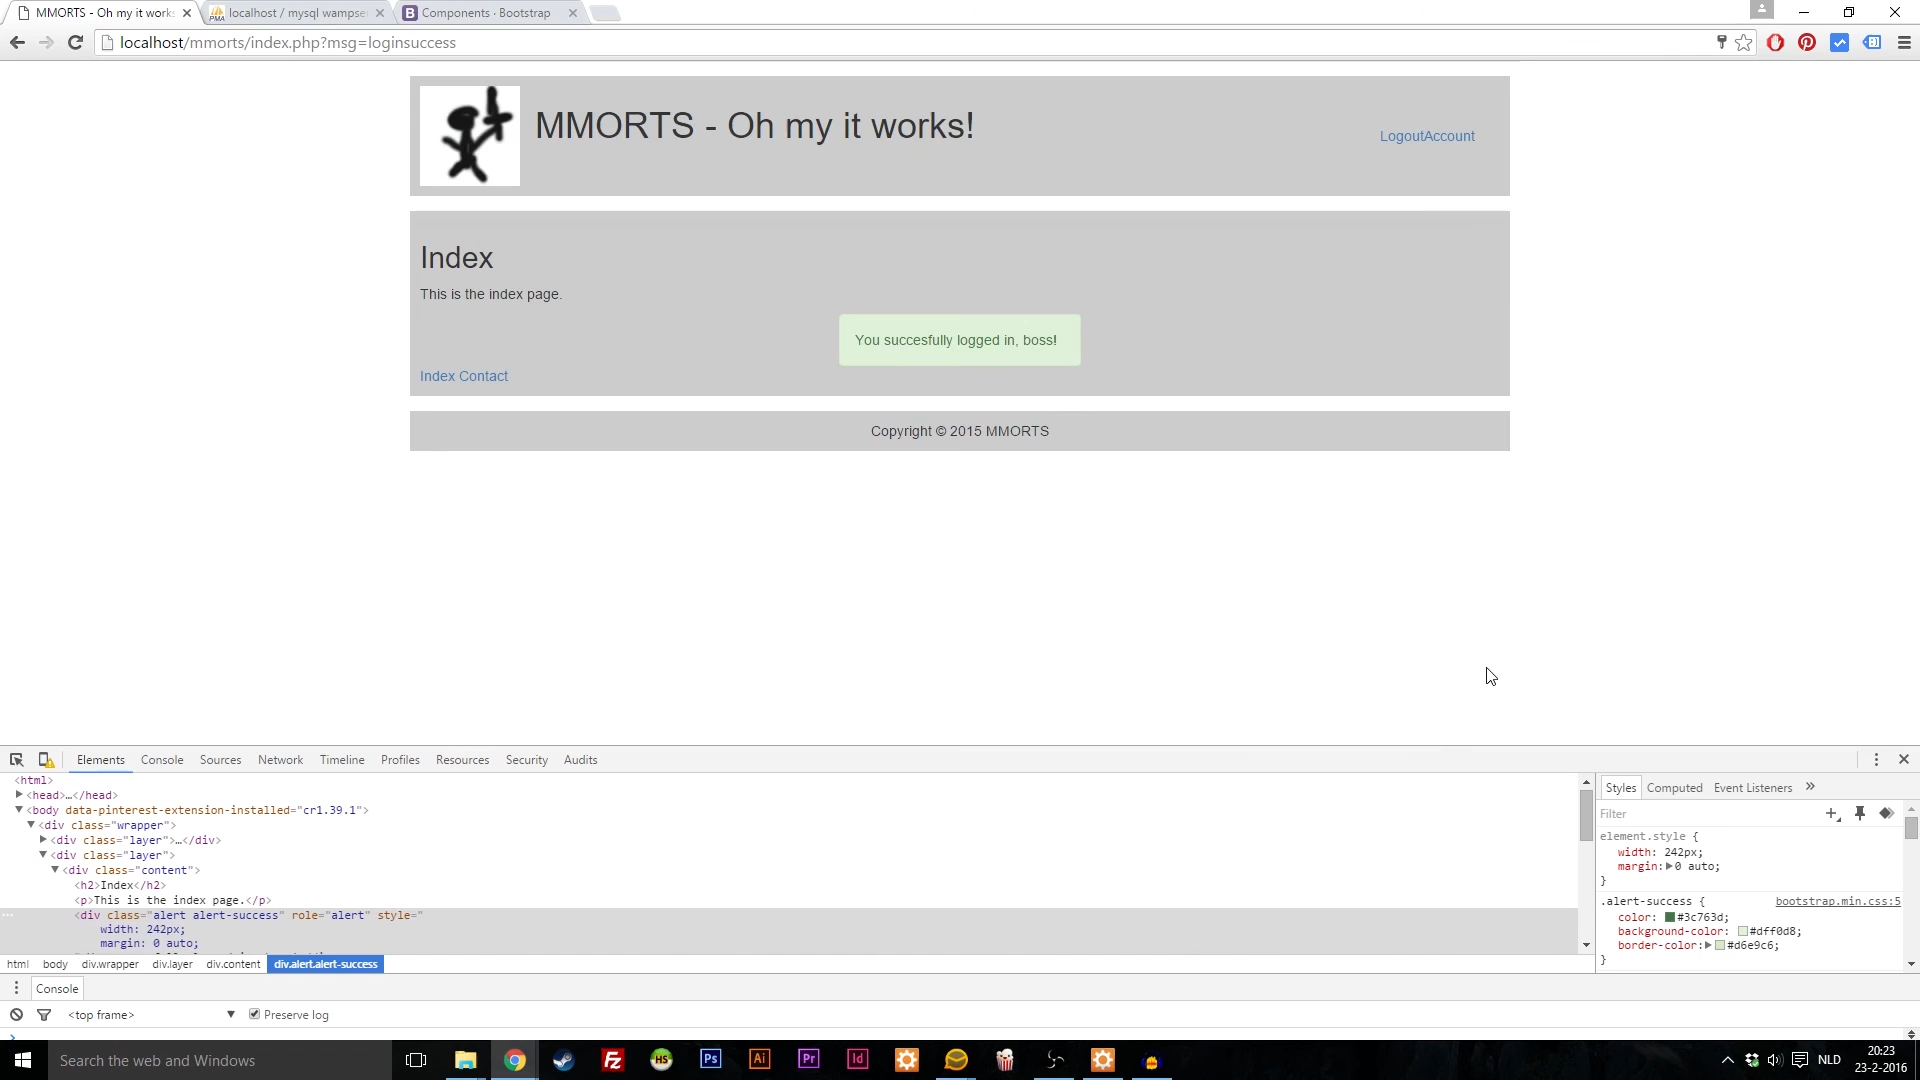 MMORTS - Oh my it works
localhost / mysql wampse
Components · Bootstrap
localhost/mmorts/index.php?msg=loginsuccess
MMORTS - Oh my it works!
LogoutAccount
Index
This is the index page.
You succesfully logged in, boss!
Index Contact
Copyright © 2015 MMORTS
Elements Console Sources Network Timeline Profiles Resources Security Audits
<html>
<head>…</head>
<body data-pinterest-extension-installed="cr1.39.1">
<div class="wrapper">
<div class="layer">…</div>
<div class="layer">
<div class="content">
<h2>Index</h2>
<p>This is the index page.</p>
<div class="alert alert-success" role="alert" style="
width: 242px;
margin: 0 auto;
html body div.wrapper div.layer div.content div.alert.alert-success
Styles Computed Event Listeners »
Filter
element.style {
width: 242px;
margin: 0 auto;
}
.alert-success { bootstrap.min.css:5
color: #3c763d;
background-color: #dff0d8;
border-color: #d6e9c6;
}
Console
<top frame> Preserve log
Search the web and Windows
NLD
20:23
23-2-2016